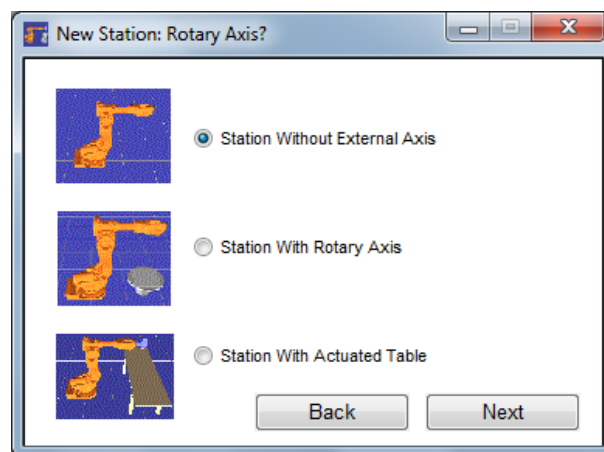 New Station: Rotary Axis?
Station Without External Axis
Station With Rotary Axis
Station With Actuated Table
Back Next